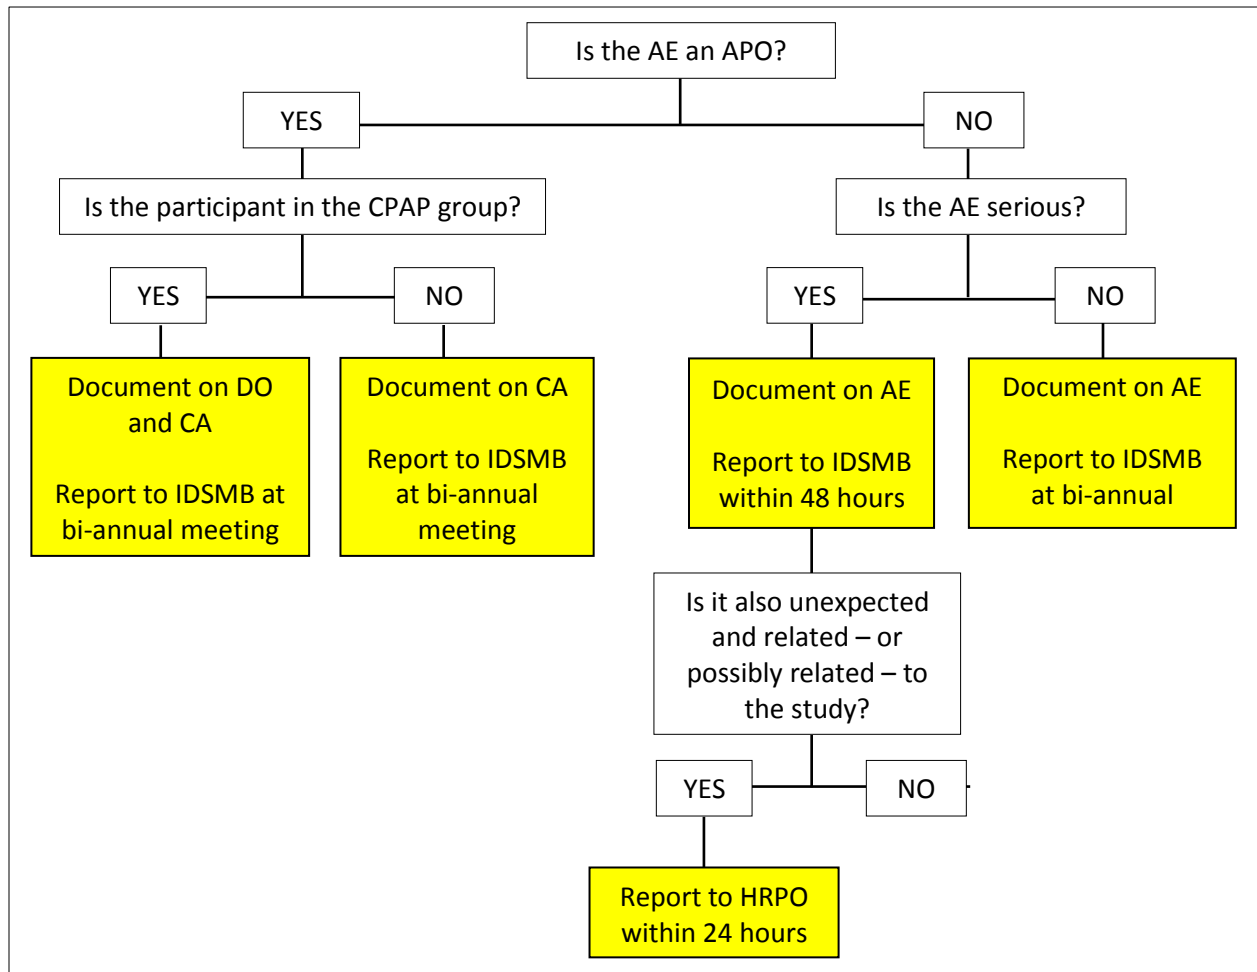 Is the AE an APO?
YES
NO
Is the participant in the CPAP group?
Is the AE serious?
YES
NO
YES
NO
Document on DO
and CA
Report to IDSMB at
bi-annual meeting
Document on CA
Report to IDSMB
at bi-annual
meeting
Document on AE
Report to IDSMB
within 48 hours
Document on AE
Report to IDSMB
at bi-annual
Is it also unexpected
and related – or
possibly related – to
the study?
YES
NO
Report to HRPO
within 24 hours